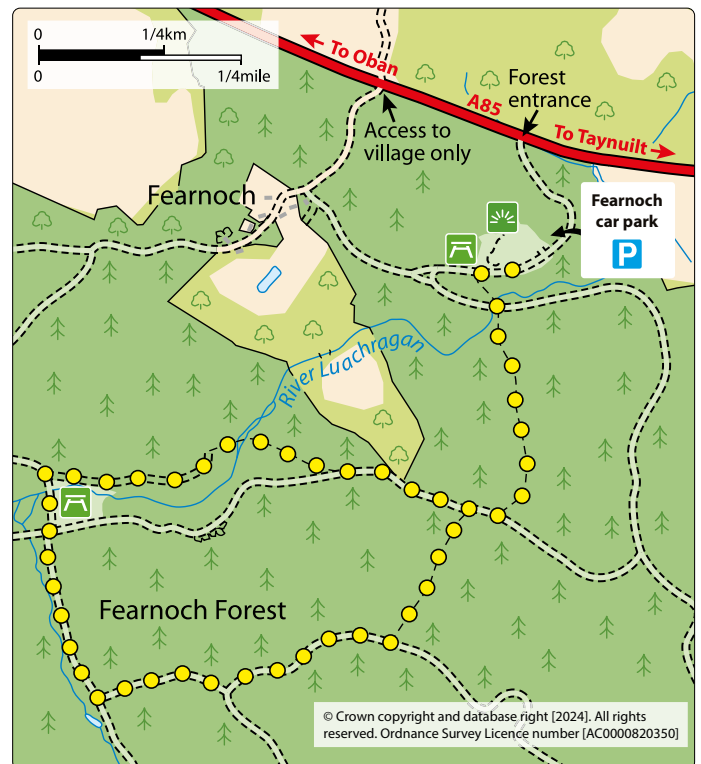 0 1/4km
0 1/4mile
To Oban
A85
Forest
entrance
To Taynuilt
Access to
village only
Fearnoch
Fearnoch
car park
P
River Luachragan
Fearnoch Forest
© Crown copyright and database right [2024]. All rights
reserved. Ordnance Survey Licence number [AC0000820350]